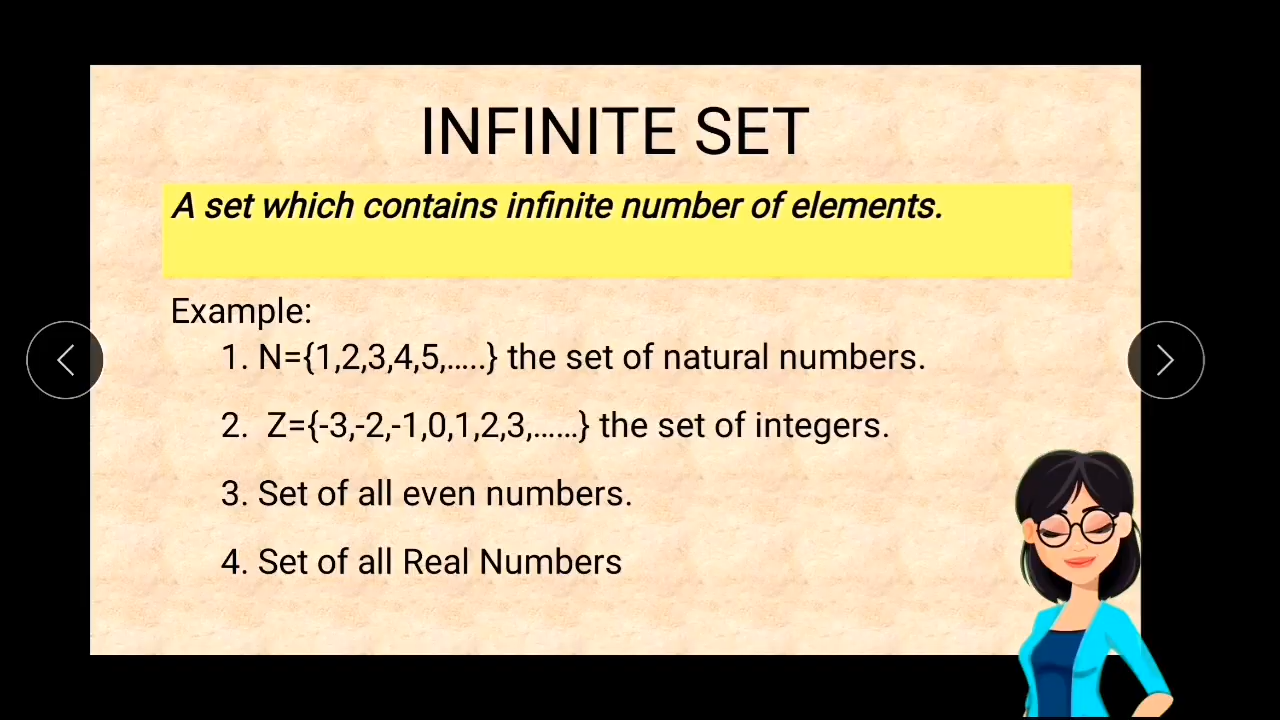 INFINITE SET
A set which contains infinite number of elements.
Example:
1. N={1,2,3,4,5,.....} the set of natural numbers.
2. Z={-3,-2,-1,0,1,2,3,......} the set of integers.
3. Set of all even numbers.
4. Set of all Real Numbers